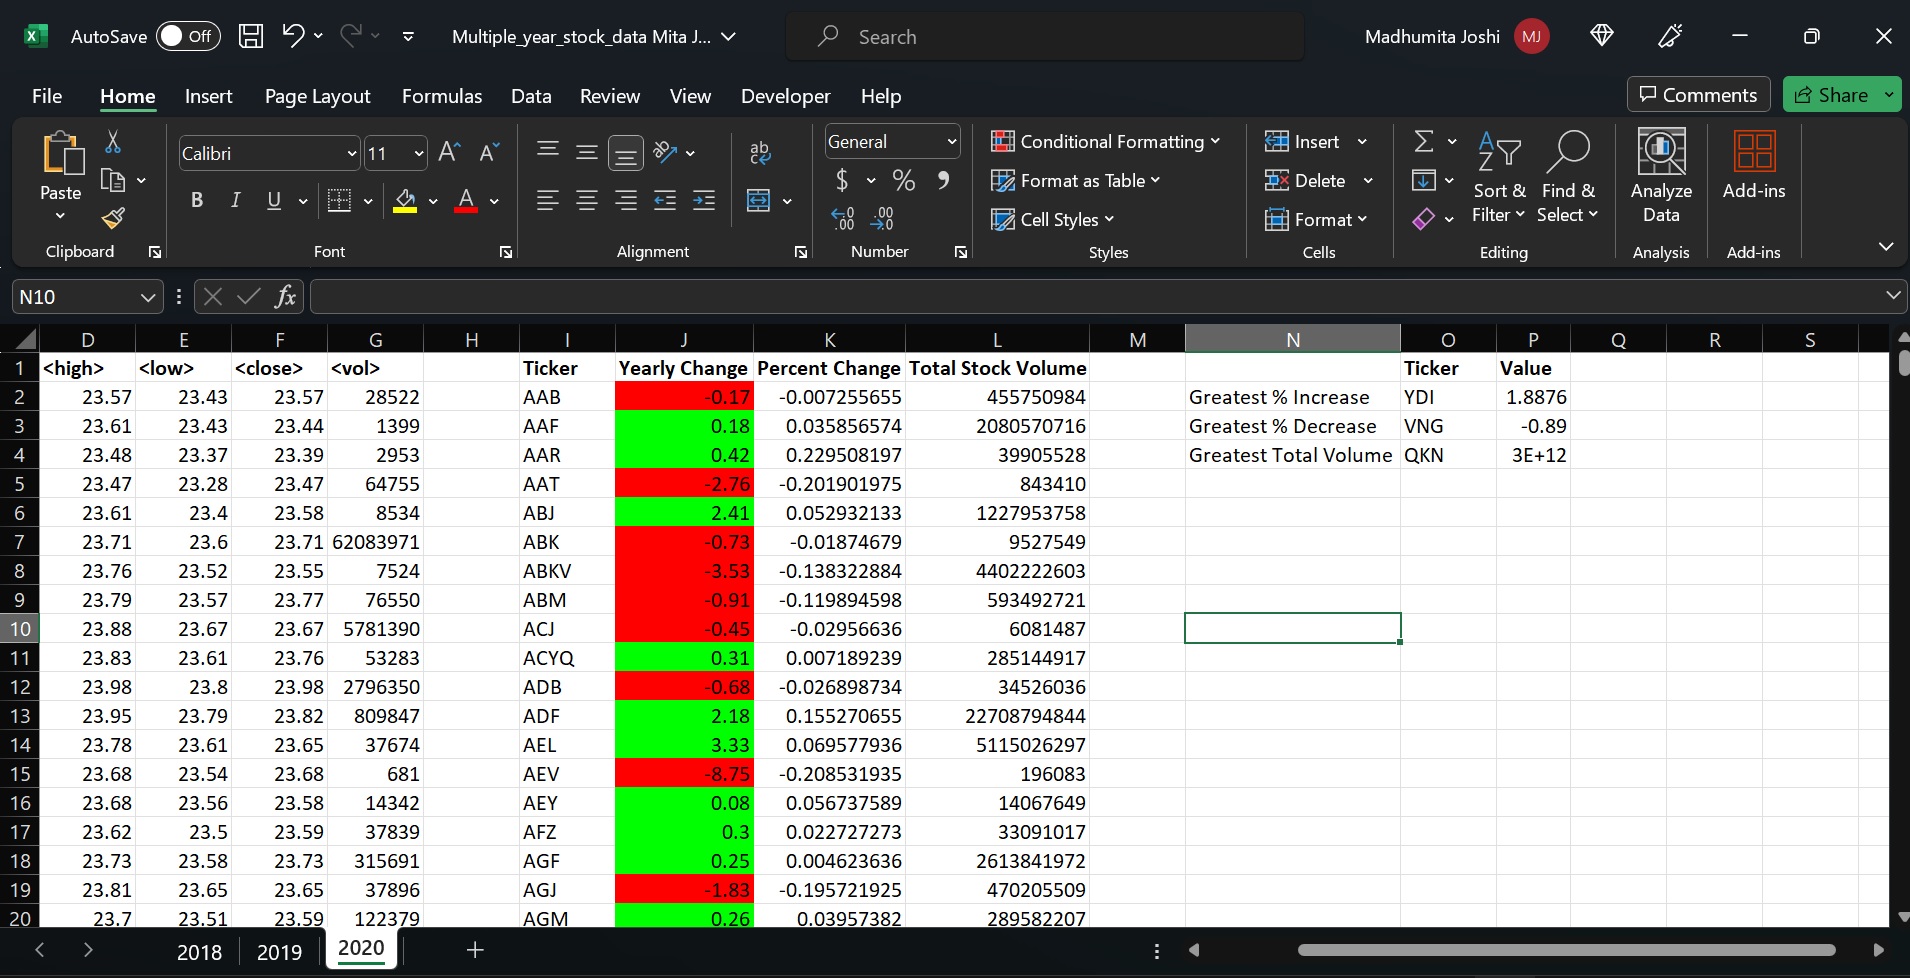 AutoSave Off Multiple_year_stock_data Mita J... Search Madhumita Joshi MJ
File Home Insert Page Layout Formulas Data Review View Developer Help Comments Share
Calibri 11 General Conditional Formatting Insert
Paste Format as Table Delete Sort & Filter Find & Select Analyze Data Add-ins
B I U $ % Cell Styles Format
Clipboard Font Alignment Number Styles Cells Editing Analysis Add-ins
N10 fx
D E F G H I J K L M N O P Q R S
1 <high> <low> <close> <vol> Ticker Yearly Change Percent Change Total Stock Volume Ticker Value
2 23.57 23.43 23.57 28522 AAB -0.17 -0.007255655 455750984 Greatest % Increase YDI 1.8876
3 23.61 23.43 23.44 1399 AAF 0.18 0.035856574 2080570716 Greatest % Decrease VNG -0.89
4 23.48 23.37 23.39 2953 AAR 0.42 0.229508197 39905528 Greatest Total Volume QKN 3E+12
5 23.47 23.28 23.47 64755 AAT -2.76 -0.201901975 843410
6 23.61 23.4 23.58 8534 ABJ 2.41 0.052932133 1227953758
7 23.71 23.6 23.71 62083971 ABK -0.73 -0.01874679 9527549
8 23.76 23.52 23.55 7524 ABKV -3.53 -0.138322884 4402222603
9 23.79 23.57 23.77 76550 ABM -0.91 -0.119894598 593492721
10 23.88 23.67 23.67 5781390 ACJ -0.45 -0.02956636 6081487
11 23.83 23.61 23.76 53283 ACYQ 0.31 0.007189239 285144917
12 23.98 23.8 23.98 2796350 ADB -0.68 -0.026898734 34526036
13 23.95 23.79 23.82 809847 ADF 2.18 0.155270655 22708794844
14 23.78 23.61 23.65 37674 AEL 3.33 0.069577936 5115026297
15 23.68 23.54 23.68 681 AEV -8.75 -0.208531935 196083
16 23.68 23.56 23.58 14342 AEY 0.08 0.056737589 14067649
17 23.62 23.5 23.59 37839 AFZ 0.3 0.022727273 33091017
18 23.73 23.58 23.73 315691 AGF 0.25 0.004623636 2613841972
19 23.81 23.65 23.65 37896 AGJ -1.83 -0.195721925 470205509
20 23.7 23.51 23.59 122379 AGM 0.26 0.03957382 289582207
2018 2019 2020